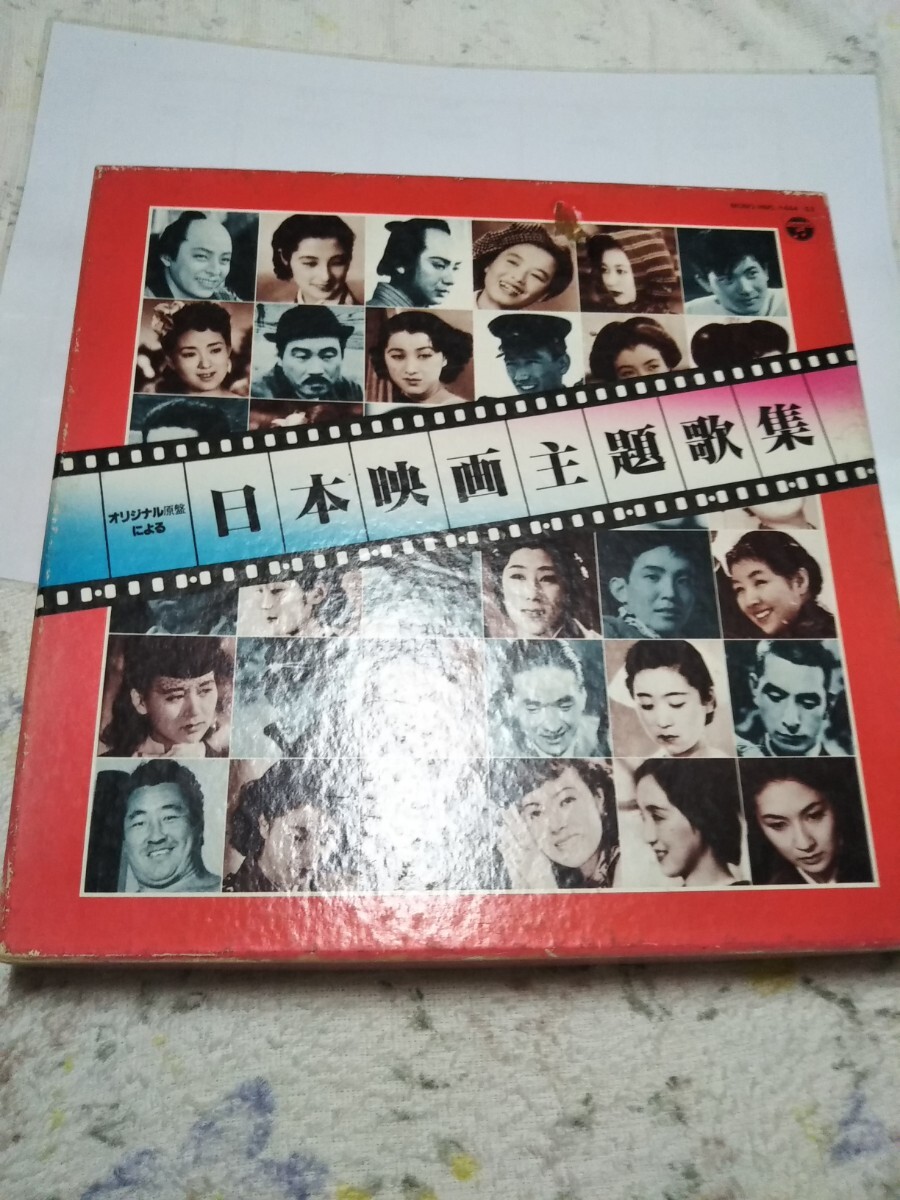 オリジナル原盤
による
日本映画主題歌集